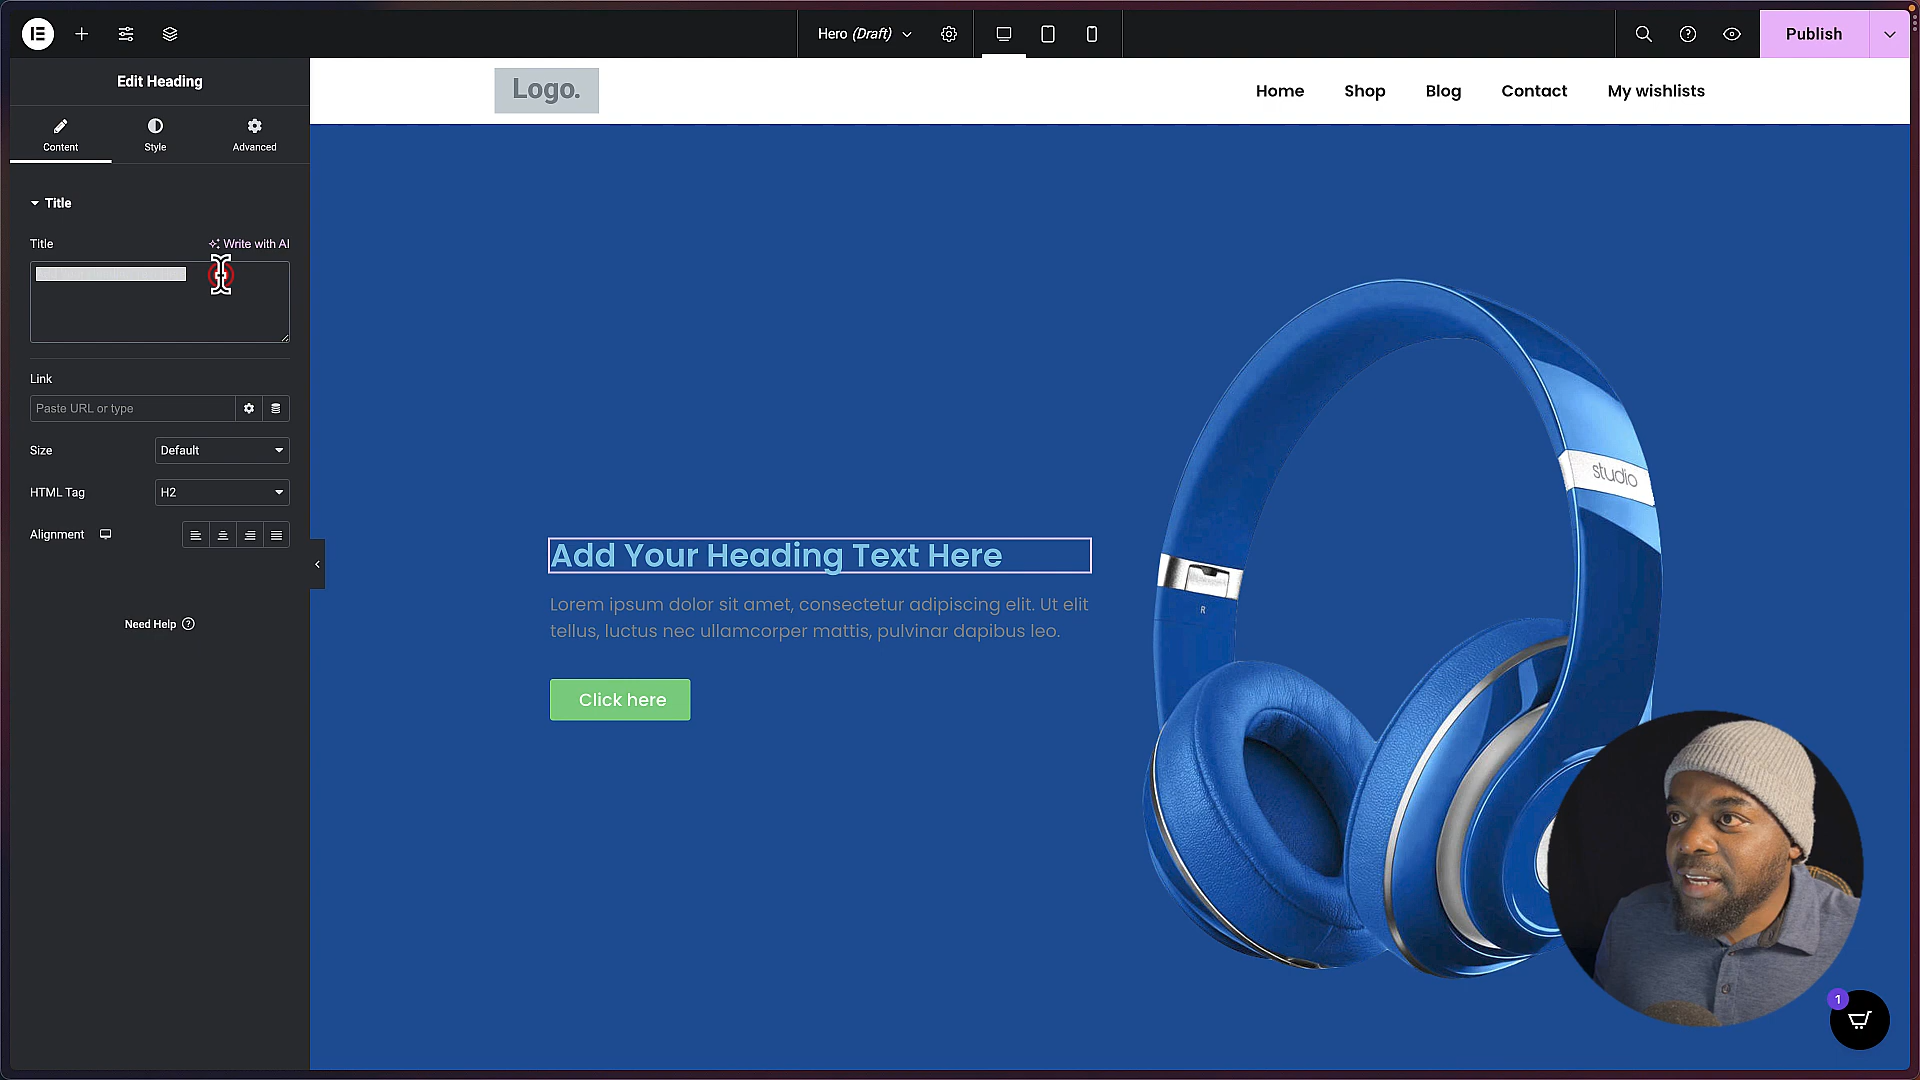 Hero (Draft)
Publish
Edit Heading
Content
Style
Advanced
Title
Title
Write with AI
Link
Paste URL or type
Size
Default
HTML Tag
H2
Alignment
Need Help
Logo.
Home
Shop
Blog
Contact
My wishlists
Add Your Heading Text Here
Lorem ipsum dolor sit amet, consectetur adipiscing elit. Ut elit
tellus, luctus nec ullamcorper mattis, pulvinar dapibus leo.
Click here
studio
R
1